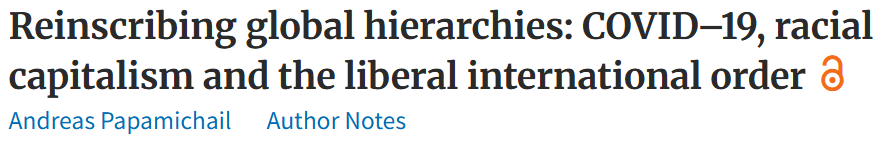 Reinscribing global hierarchies: COVID–19, racial
capitalism and the liberal international order
Andreas Papamichail Author Notes